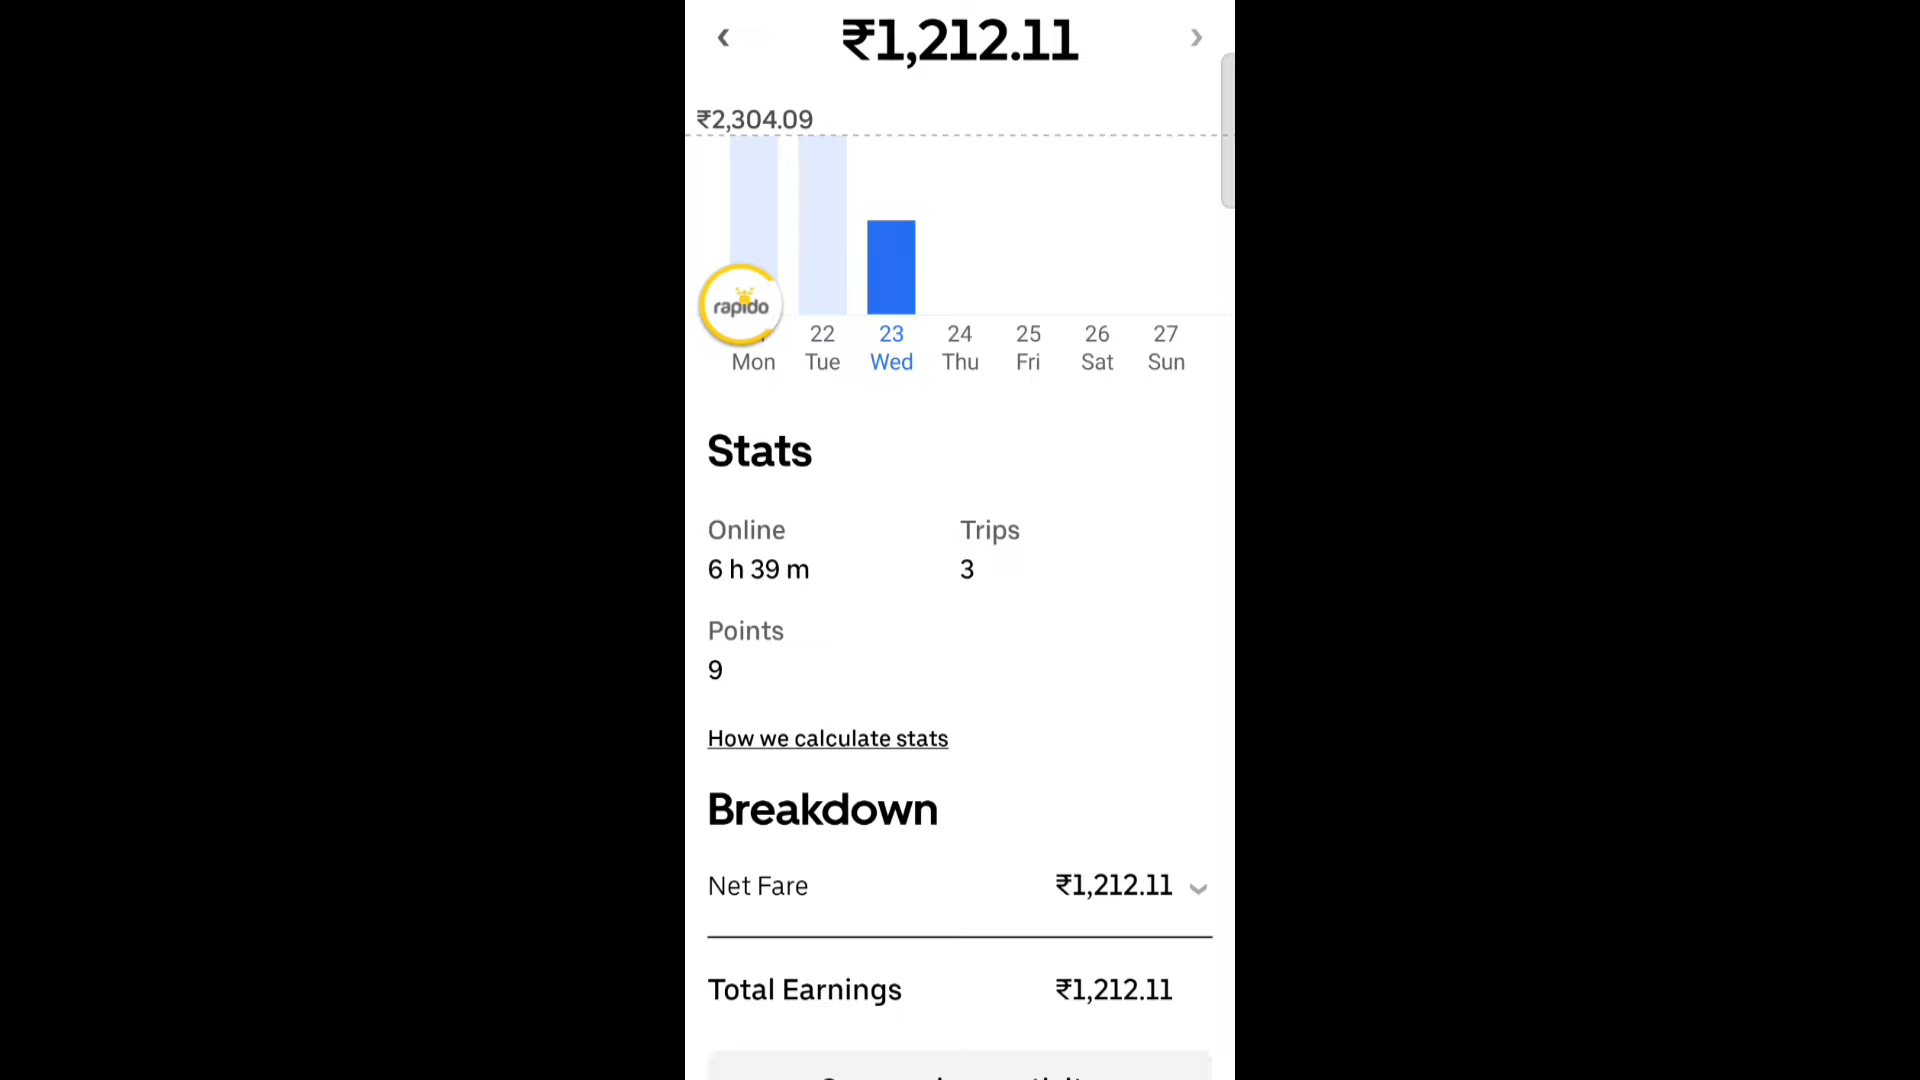 ₹1,212.11
₹2,304.09
rapido
22 23 24 25 26 27
Mon Tue Wed Thu Fri Sat Sun
Stats
Online Trips
6 h 39 m 3
Points
9
How we calculate stats
Breakdown
Net Fare ₹1,212.11
Total Earnings ₹1,212.11